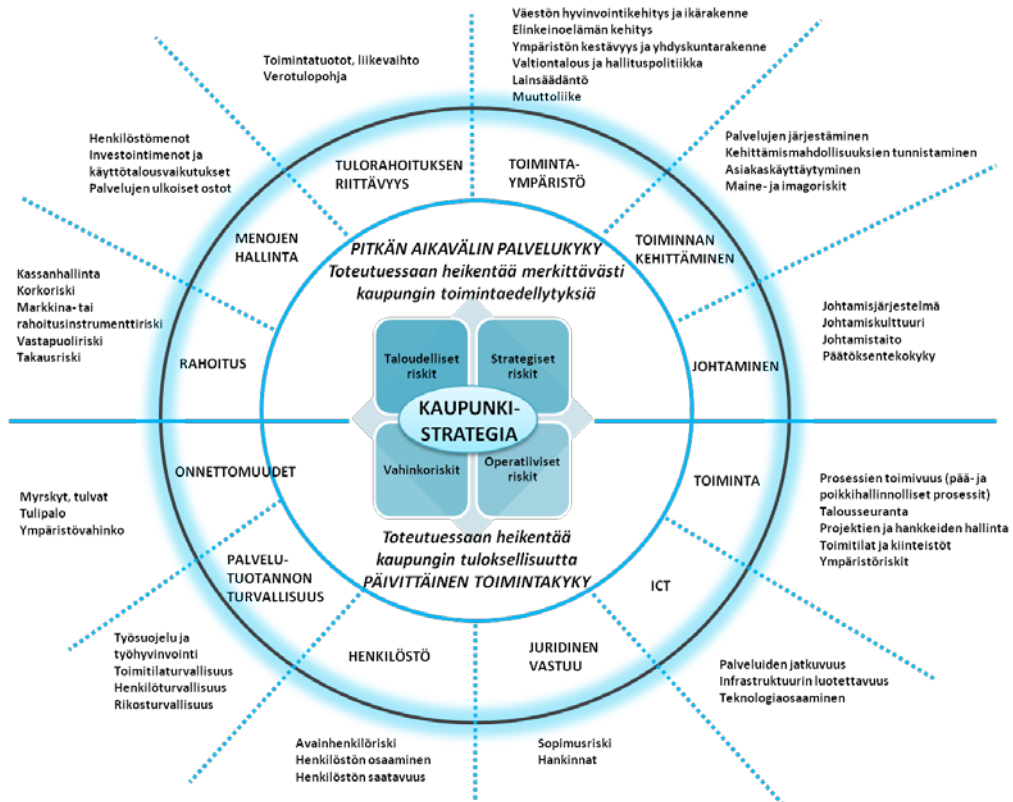 Väestön hyvinvointikehitys ja ikärakenne
Elinkeinoelämän kehitys
Ympäristön kestävyys ja yhdyskuntarakenne
Valtiontalous ja hallituspolitiikka
Lainsäädäntö
Muuttoliike
Toimintatuotot, liikevaihto
Verotulopohja
Henkilöstömenot
Investointimenot ja
käyttötalousvaikutukset
Palvelujen ulkoiset ostot
Palvelujen järjestäminen
Kehittämismahdollisuuksien tunnistaminen
Asiakaskäyttäytyminen
Maine- ja imagoriskit
TULORAHOITUKSEN
RIITTÄVYYS
TOIMINTA-
YMPÄRISTÖ
MENOJEN
HALLINTA
TOIMINNAN
KEHITTÄMINEN
PITKÄN AIKAVÄLIN PALVELUKYKY
Toteutuessaan heikentää merkittävästi
kaupungin toimintaedellytyksiä
Kassanhallinta
Korkoriski
Markkina- tai
rahoitusinstrumenttiriski
Vastapuoliriski
Takausriski
RAHOITUS
JOHTAMINEN
Johtamisjärjestelmä
Johtamiskulttuuri
Johtamistaito
Päätöksentekokyky
Taloudelliset
riskit
Strategiset
riskit
KAUPUNKI-
STRATEGIA
Vahinkoriskit
Operatiiviset
riskit
ONNETTOMUUDET
TOIMINTA
Myrskyt, tulvat
Tulipalo
Ympäristövahinko
Prosessien toimivuus (pää- ja
poikkihallinnolliset prosessit)
Talousseuranta
Projektien ja hankkeiden hallinta
Toimitilat ja kiinteistöt
Ympäristöriskit
Toteutuessaan heikentää
kaupungin tuloksellisuutta
PÄIVITTÄINEN TOIMINTAKYKY
PALVELU-
TUOTANNON
TURVALLISUUS
ICT
HENKILÖSTÖ
JURIDINEN
VASTUU
Työsuojelu ja
työhyvinvointi
Toimitilaturvallisuus
Henkilöturvallisuus
Rikosturvallisuus
Palveluiden jatkuvuus
Infrastruktuurin luotettavuus
Teknologiaosaaminen
Avainhenkilöriski
Henkilöstön osaaminen
Henkilöstön saatavuus
Sopimusriski
Hankinnat